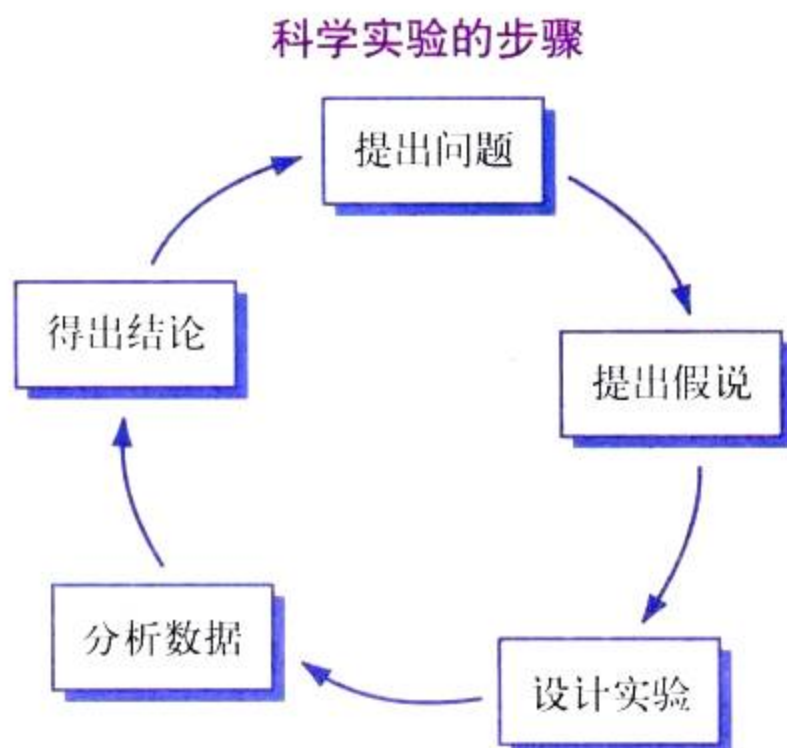 科学实验的步骤
提出问题
提出假说
设计实验
分析数据
得出结论